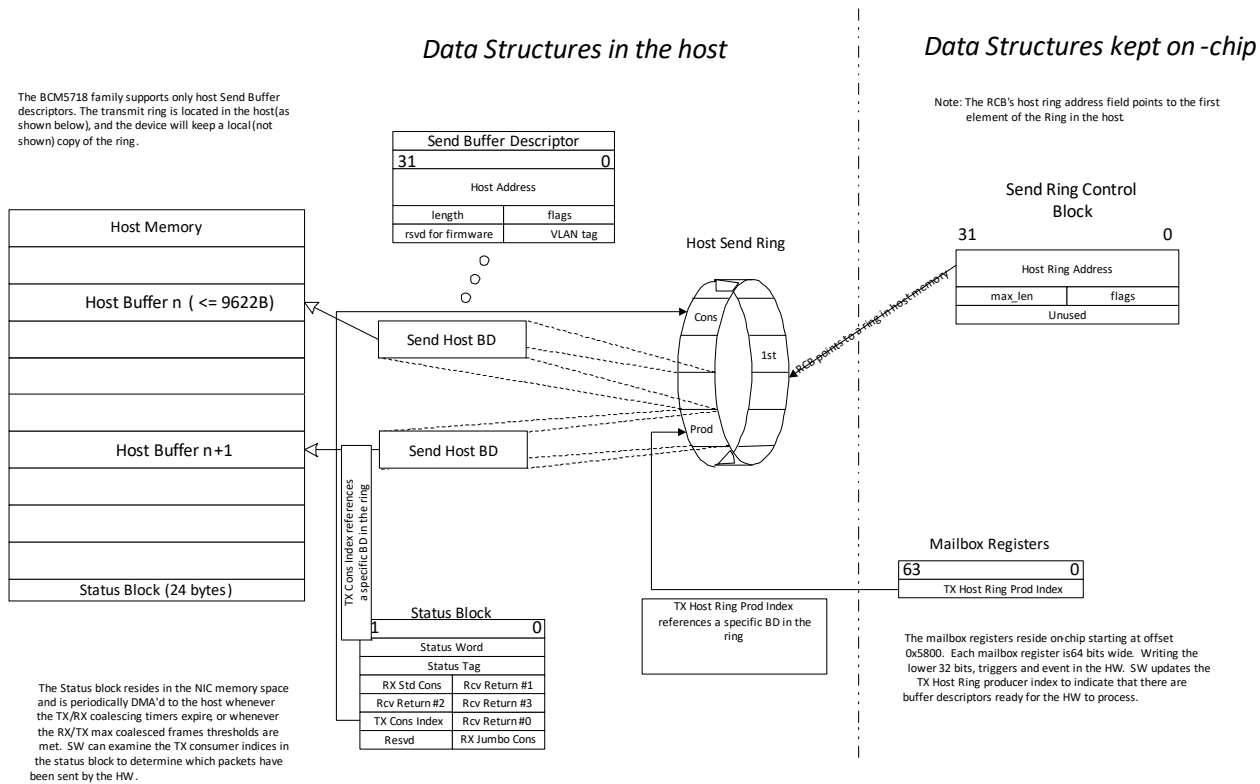 Data Structures in the host
Data Structures kept on -chip
The BCM5718 family supports only host Send Buffer
descriptors. The transmit ring is located in the host(as
shown below), and the device will keep a local(not
shown) copy of the ring.
Note: The RCB's host ring address field points to the first
element of the Ring in the host.
Send Buffer Descriptor
31 0
Host Address
length flags
rsvd for firmware VLAN tag
Send Ring Control
Block
31 0
Host Ring Address
max_len flags
Unused
Host Memory
Host Buffer n ( <= 9622B)
Host Buffer n+1
Status Block (24 bytes)
Send Host BD
Send Host BD
Host Send Ring
Cons
1st
Prod
RCB points to a ring in host memory
TX Cons Index references
a specific BD in the ring
Mailbox Registers
63 0
TX Host Ring Prod Index
TX Host Ring Prod Index
references a specific BD in the
ring
Status Block
1 0
Status Word
Status Tag
RX Std Cons Rcv Return #1
Rcv Return #2 Rcv Return #3
TX Cons Index Rcv Return #0
Resvd RX Jumbo Cons
The mailbox registers reside on-chip starting at offset
0x5800. Each mailbox register is 64 bits wide. Writing the
lower 32 bits, triggers and event in the HW. SW updates the
TX Host Ring producer index to indicate that there are
buffer descriptors ready for the HW to process.
The Status block resides in the NIC memory space
and is periodically DMA'd to the host whenever
the TX/RX coalescing timers expire, or whenever
the RX/TX max coalesced frames thresholds are
met. SW can examine the TX consumer indices in
the status block to determine which packets have
been sent by the HW.